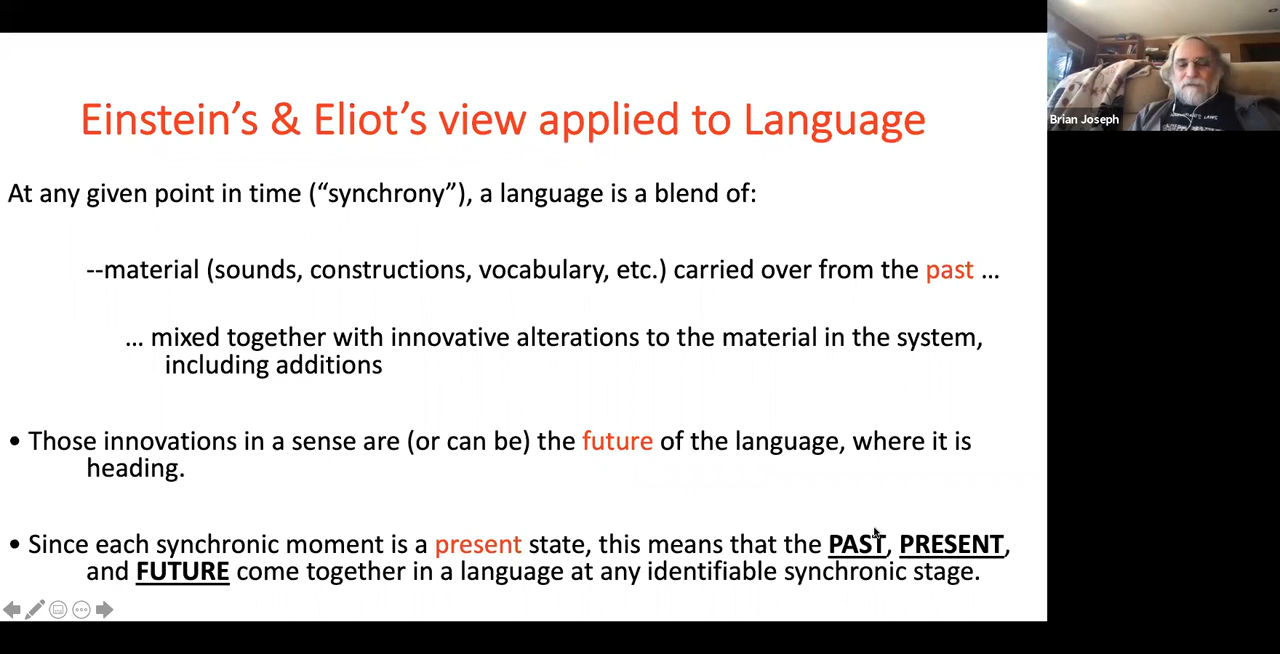 Einstein’s & Eliot’s view applied to Language
At any given point in time (“synchrony”), a language is a blend of:
--material (sounds, constructions, vocabulary, etc.) carried over from the past …
… mixed together with innovative alterations to the material in the system,
including additions
• Those innovations in a sense are (or can be) the future of the language, where it is
heading.
• Since each synchronic moment is a present state, this means that the PAST, PRESENT,
and FUTURE come together in a language at any identifiable synchronic stage.
Brian Joseph